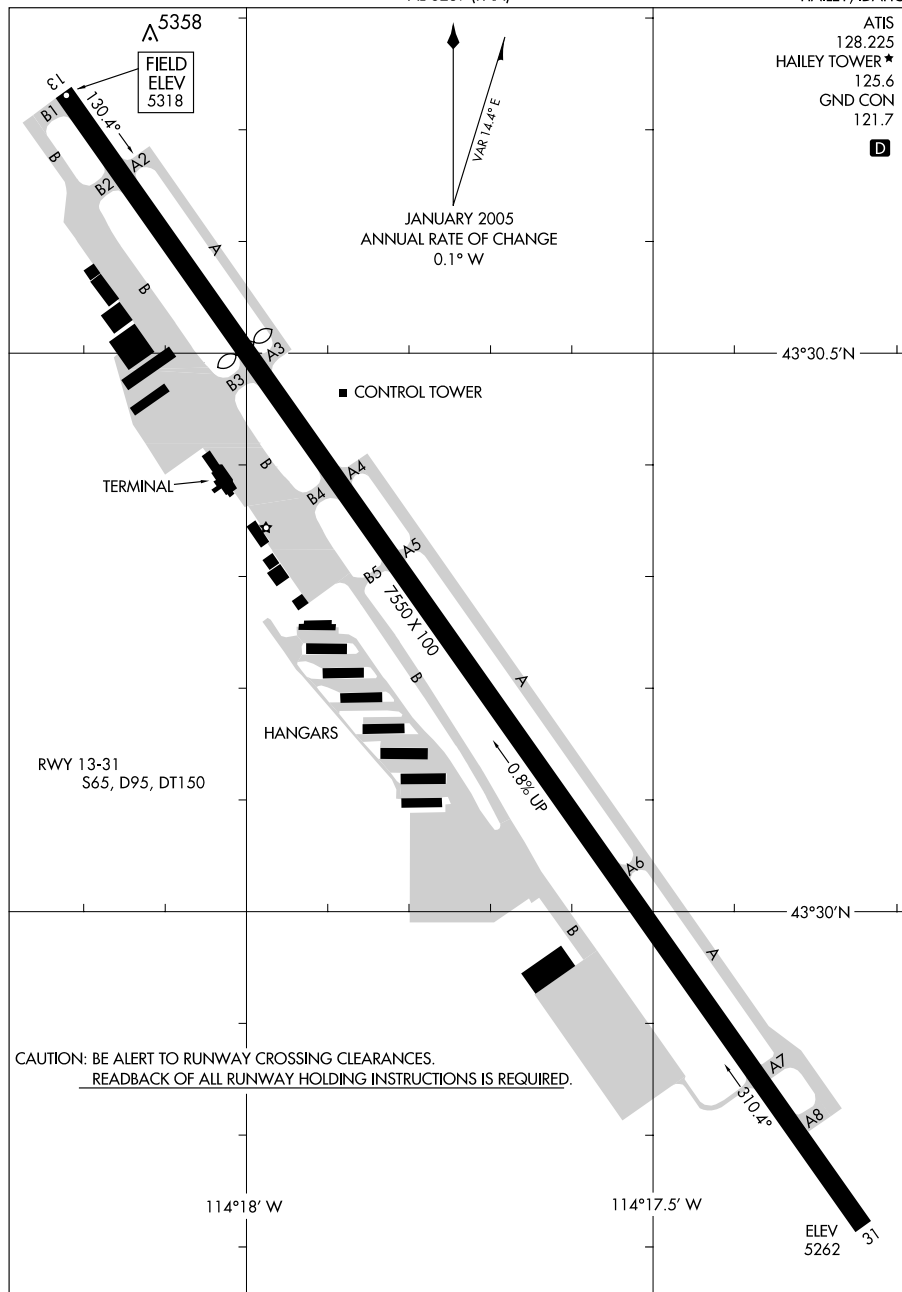 HAILEY, IDAHO
5358
FIELD
ELEV
5318
13
130.4°
B1
B
B2
A2
A
B
VAR 14.4° E
JANUARY 2005
ANNUAL RATE OF CHANGE
0.1° W
ATIS
128.225
HAILEY TOWER★
125.6
GND CON
121.7
D
43°30.5'N
A3
B3
CONTROL TOWER
TERMINAL
B
B4
A4
A5
B5
7550 X 100
A
B
HANGARS
RWY 13-31
S65, D95, DT150
0.8% UP
A6
43°30'N
B
A
CAUTION: BE ALERT TO RUNWAY CROSSING CLEARANCES.
READBACK OF ALL RUNWAY HOLDING INSTRUCTIONS IS REQUIRED.
A7
310.4°
A8
114°18' W
114°17.5' W
ELEV
5262
31